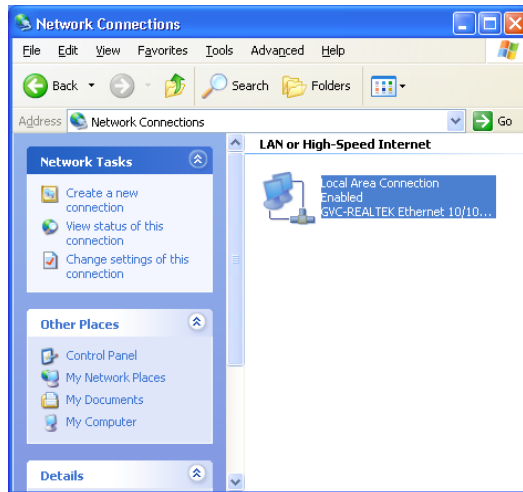 Network Connections
File Edit View Favorites Tools Advanced Help
Back Search Folders
Address Network Connections Go
Network Tasks
Create a new
connection
View status of this
connection
Change settings of this
connection
Other Places
Control Panel
My Network Places
My Documents
My Computer
Details
LAN or High-Speed Internet
Local Area Connection
Enabled
GVC-REALTEK Ethernet 10/10...